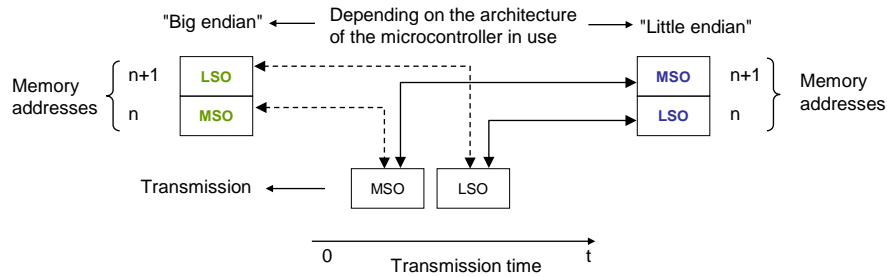 "Big endian"
Depending on the architecture
of the microcontroller in use
"Little endian"
Memory
addresses
n+1
n
LSO
MSO
MSO
LSO
n+1
n
Memory
addresses
Transmission
MSO
LSO
0
t
Transmission time